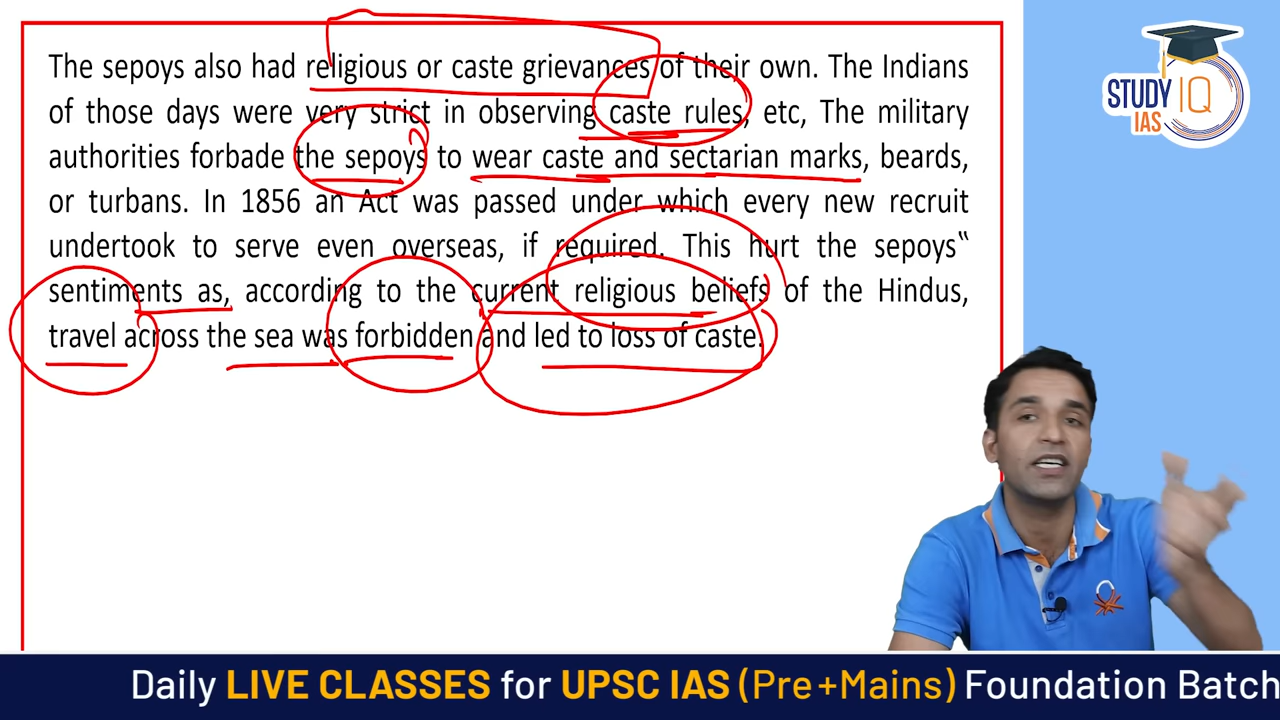 The sepoys also had religious or caste grievances of their own. The Indians
of those days were very strict in observing caste rules, etc, The military
authorities forbade the sepoys to wear caste and sectarian marks, beards,
or turbans. In 1856 an Act was passed under which every new recruit
undertook to serve even overseas, if required. This hurt the sepoys‟
sentiments as, according to the current religious beliefs of the Hindus,
travel across the sea was forbidden and led to loss of caste.
STUDY IQ
IAS
Daily LIVE CLASSES for UPSC IAS (Pre+Mains) Foundation Batch